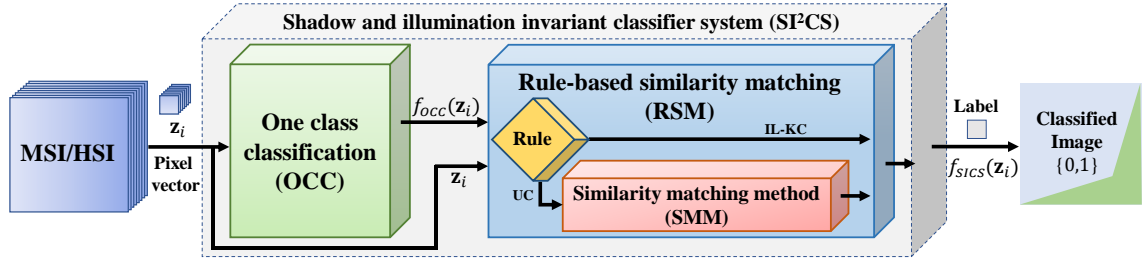 Shadow and illumination invariant classifier system (SI²CS)
MSI/HSI
z_i
Pixel
vector
One class
classification
(OCC)
f_OCC(z_i)
z_i
Rule-based similarity matching
(RSM)
Rule
IL-KC
UC
Similarity matching method
(SMM)
Label
f_SICS(z_i)
Classified
Image
{0,1}